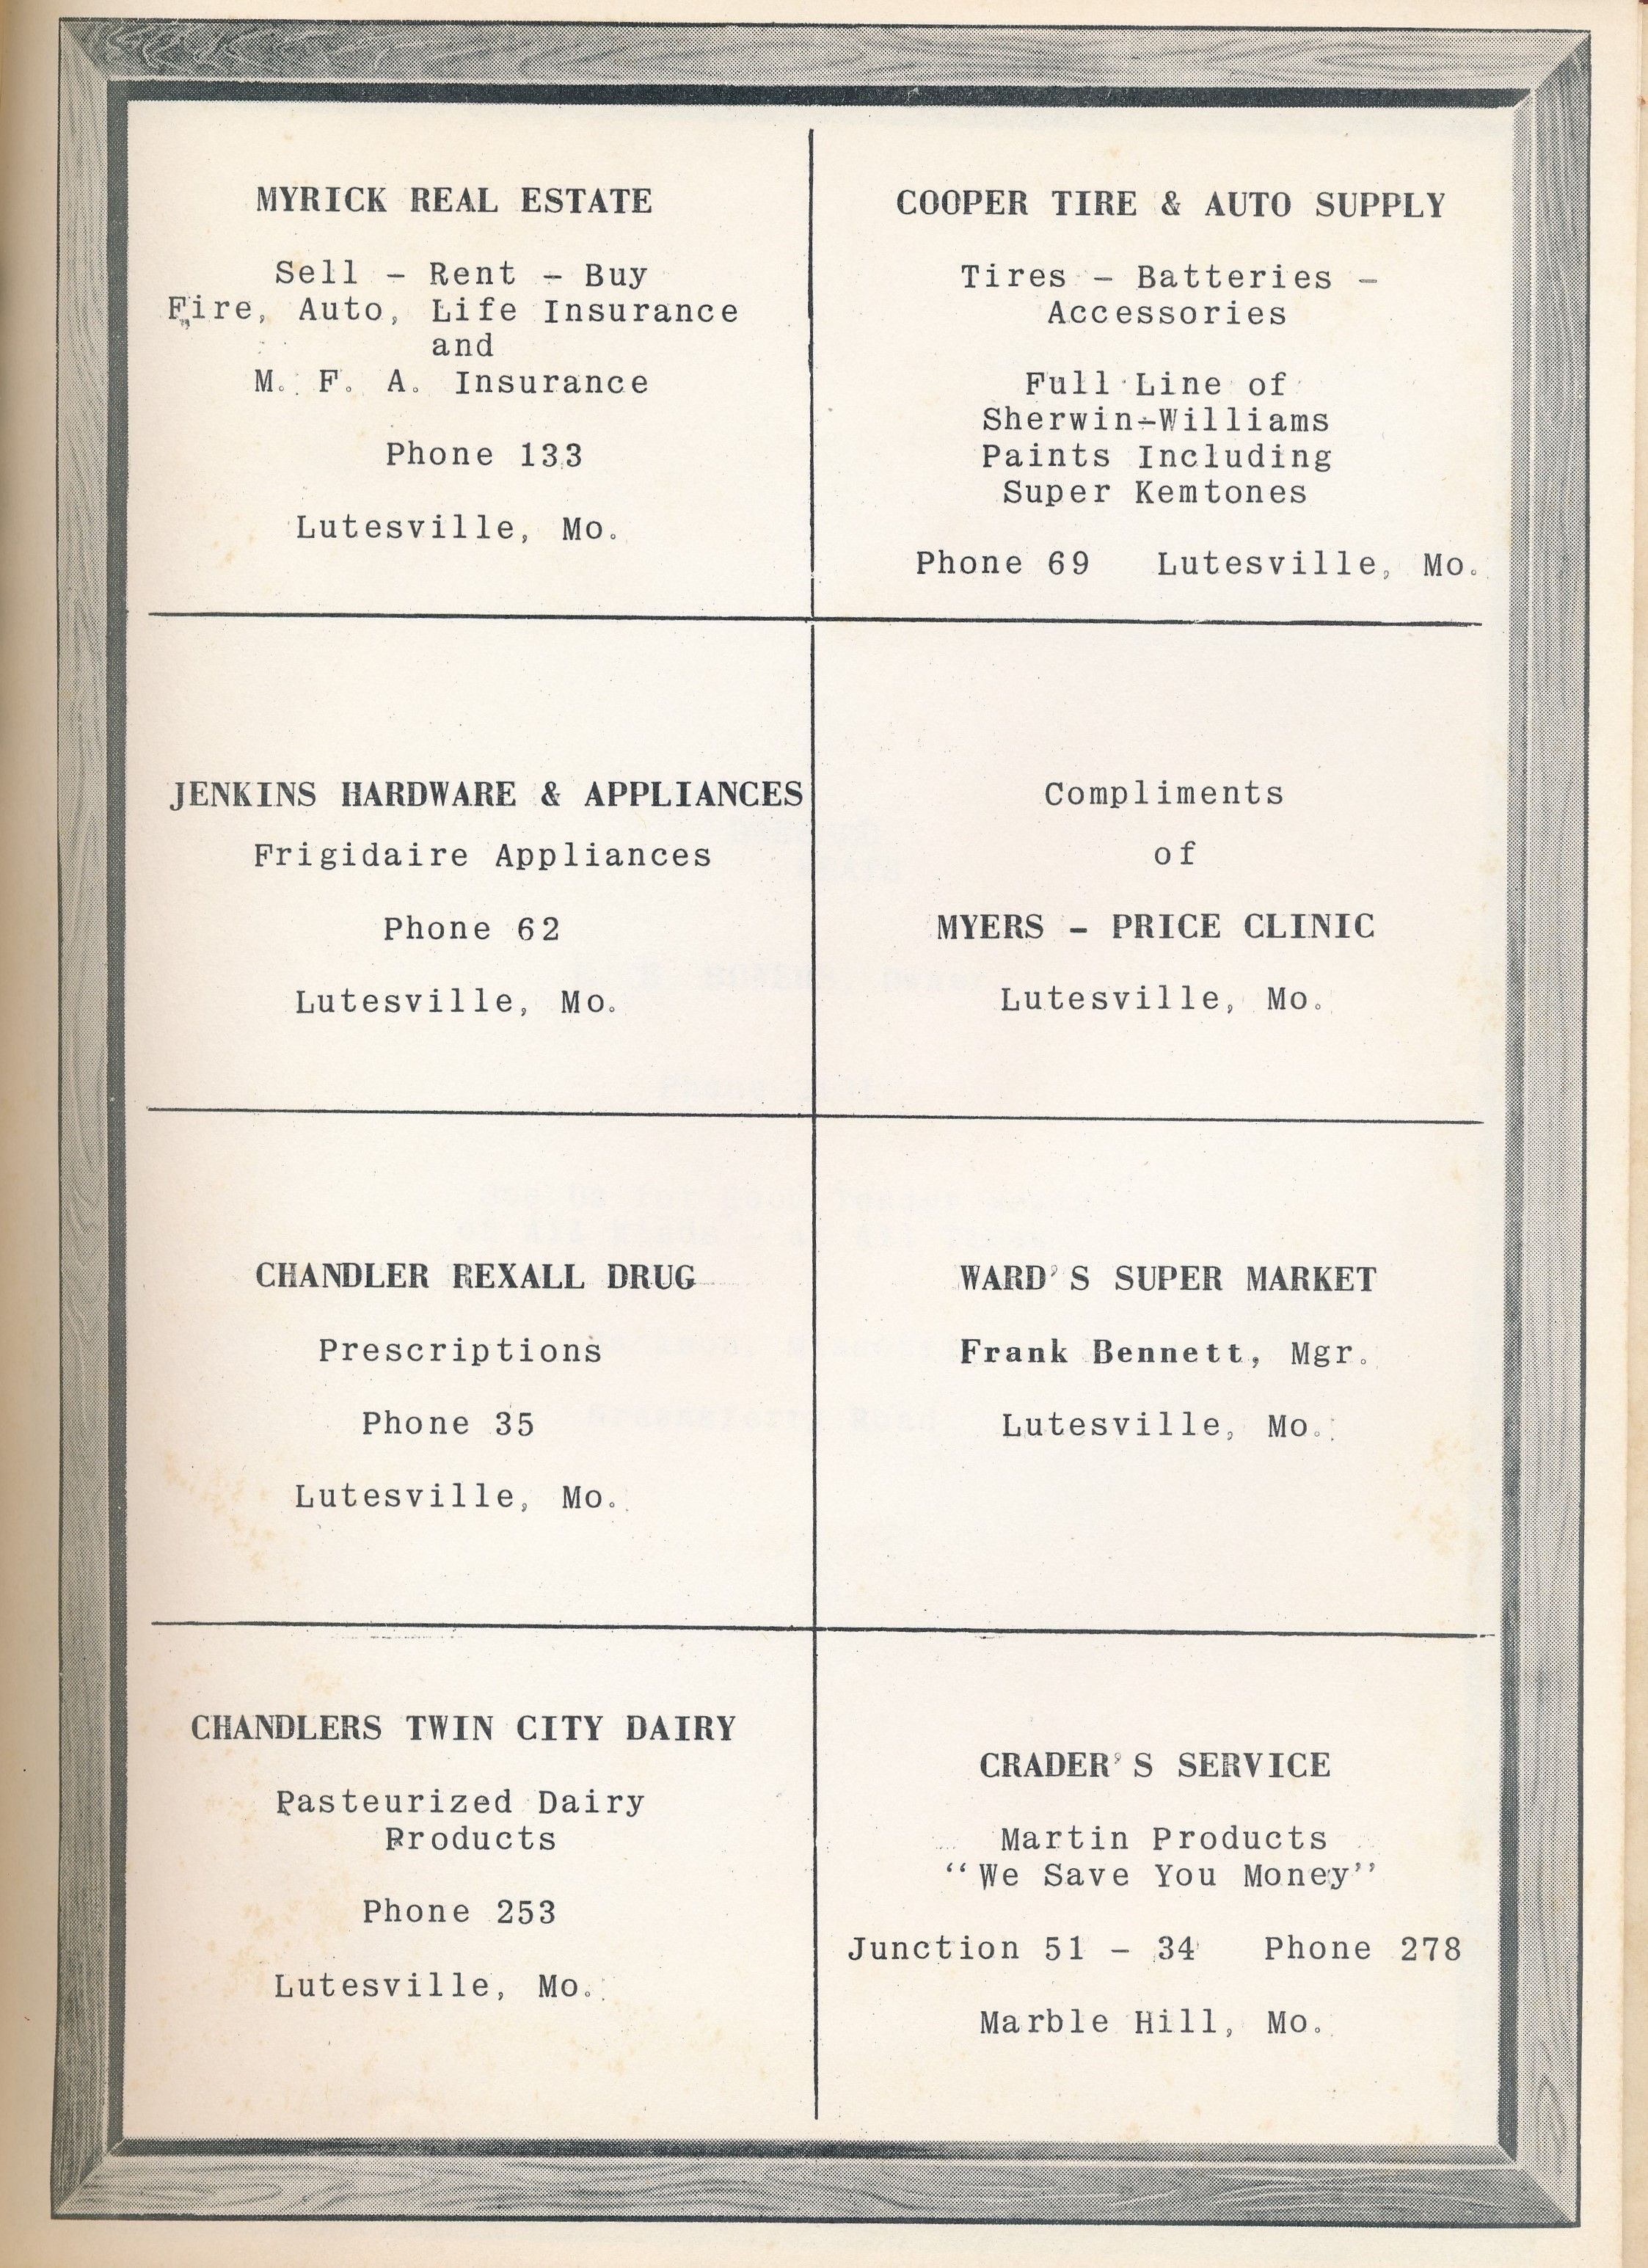 MYRICK REAL ESTATE
Sell - Rent - Buy
Fire, Auto, Life Insurance
and
M. F. A. Insurance
Phone 133
Lutesville, Mo.
COOPER TIRE & AUTO SUPPLY
Tires - Batteries -
Accessories
Full Line of
Sherwin-Williams
Paints Including
Super Kemtones
Phone 69 Lutesville, Mo.
JENKINS HARDWARE & APPLIANCES
Frigidaire Appliances
Phone 62
Lutesville, Mo.
Compliments
of
MYERS - PRICE CLINIC
Lutesville, Mo.
CHANDLER REXALL DRUG
Prescriptions
Phone 35
Lutesville, Mo.
WARD'S SUPER MARKET
Frank Bennett, Mgr.
Lutesville, Mo.
CHANDLERS TWIN CITY DAIRY
Pasteurized Dairy
Products
Phone 253
Lutesville, Mo.
CRADER'S SERVICE
Martin Products
"We Save You Money"
Junction 51 - 34 Phone 278
Marble Hill, Mo.